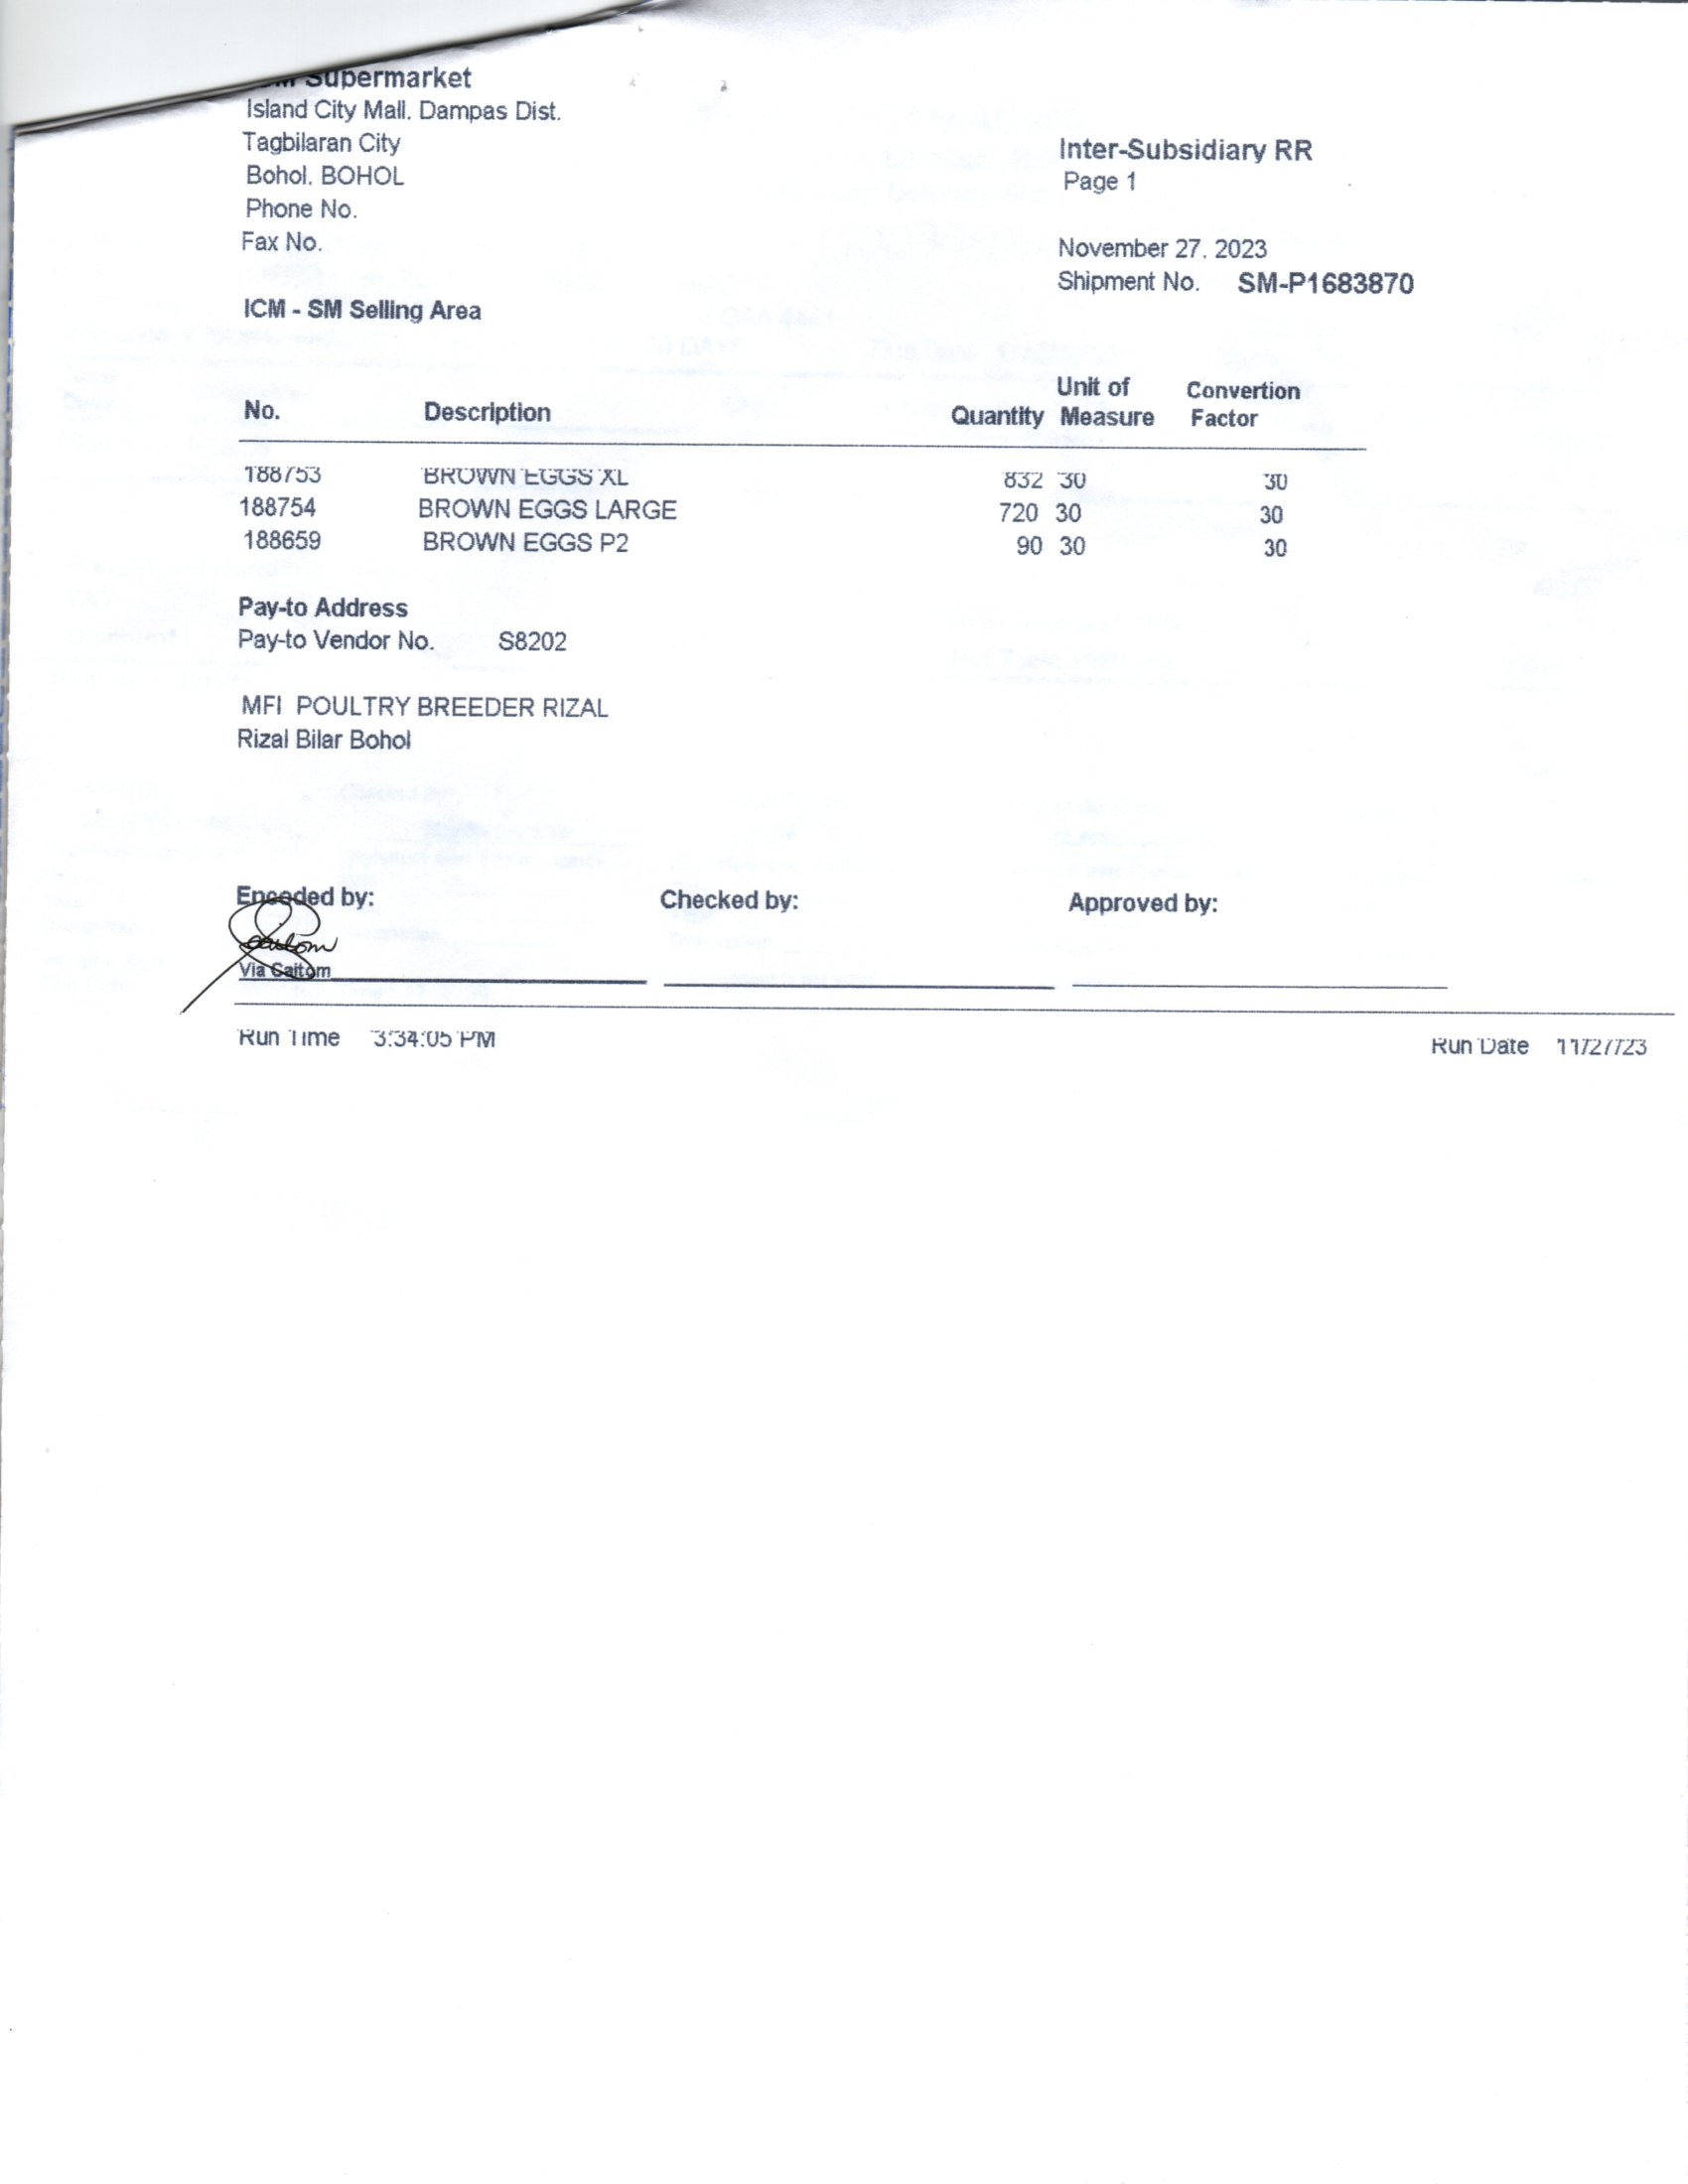 Supermarket
Island City Mall. Dampas Dist.
Tagbilaran City
Bohol. BOHOL
Phone No.
Fax No.
Inter-Subsidiary RR
Page 1
November 27. 2023
Shipment No. SM-P1683870
ICM - SM Selling Area
No. Description Quantity Unit of Measure Convertion Factor
188753 BROWN EGGS XL 832 30 30
188754 BROWN EGGS LARGE 720 30 30
188659 BROWN EGGS P2 90 30 30
Pay-to Address
Pay-to Vendor No. S8202
MFI POULTRY BREEDER RIZAL
Rizal Bilar Bohol
Encoded by: Checked by: Approved by:
Via Caitom
Run Time 3:34:05 PM Run Date 11/27/23